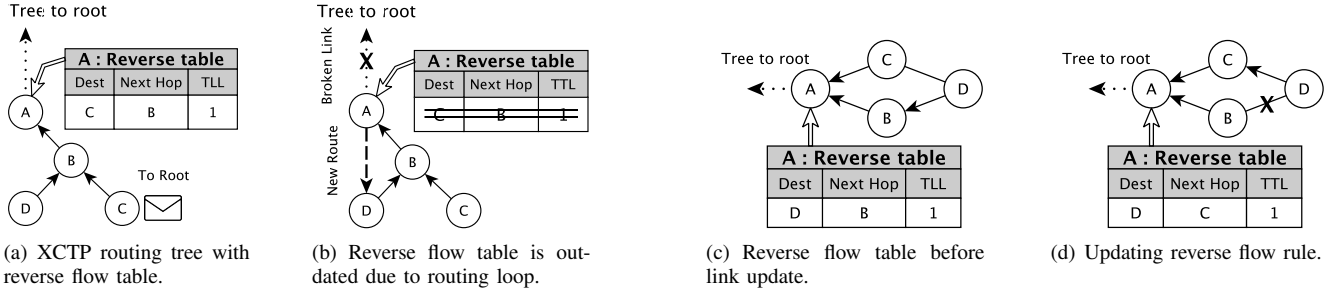 Tree to root
A : Reverse table
Dest Next Hop TLL
C B 1
A
B
To Root
D
C
(a) XCTP routing tree with
reverse flow table.
Tree to root
Broken Link
X
A : Reverse table
Dest Next Hop TTL
C B 1
A
New Route
B
D
C
(b) Reverse flow table is out-
dated due to routing loop.
Tree to root
C
A
D
B
A : Reverse table
Dest Next Hop TLL
D B 1
(c) Reverse flow table before
link update.
Tree to root
C
A
D
X
B
A : Reverse table
Dest Next Hop TTL
D C 1
(d) Updating reverse flow rule.